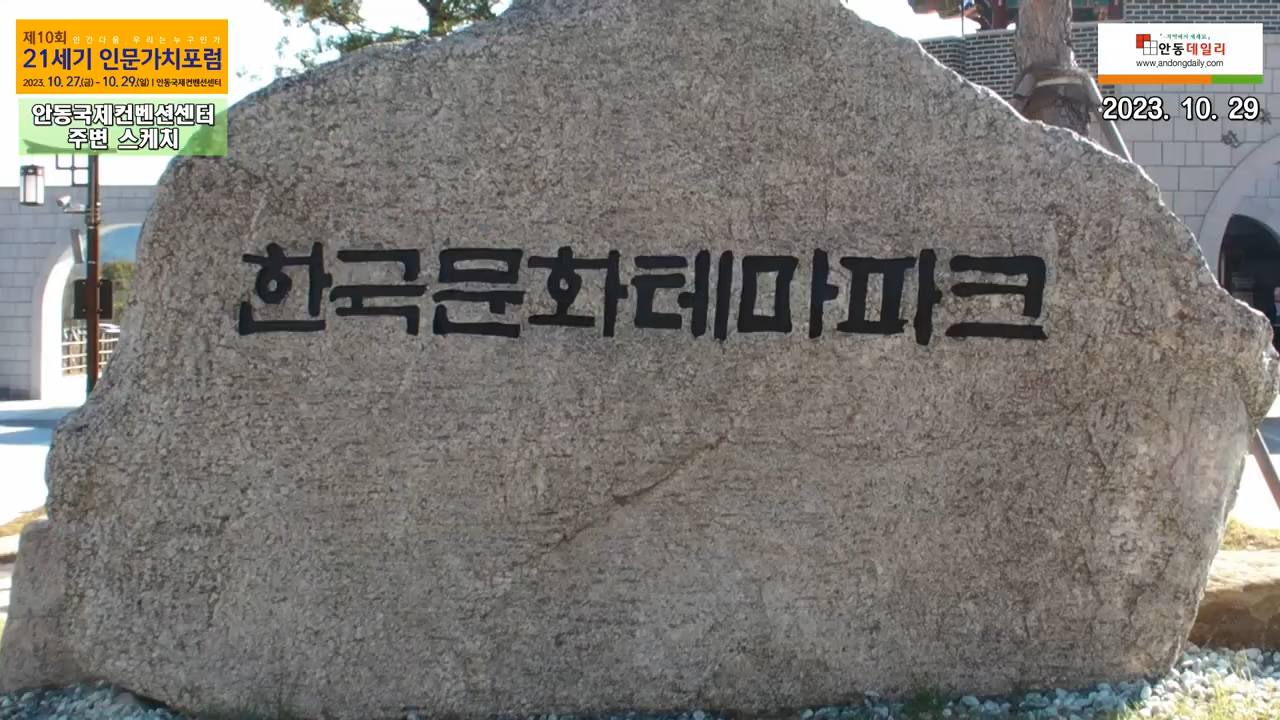 제10회 인간다움, 우리는 누구인가
21세기 인문가치포럼
2023. 10. 27.(금) - 10. 29.(일) | 안동국제컨벤션센터
안동국제컨벤션센터
주변 스케치
안동데일리
www.andongdaily.com
2023. 10. 29
한국문화테마파크